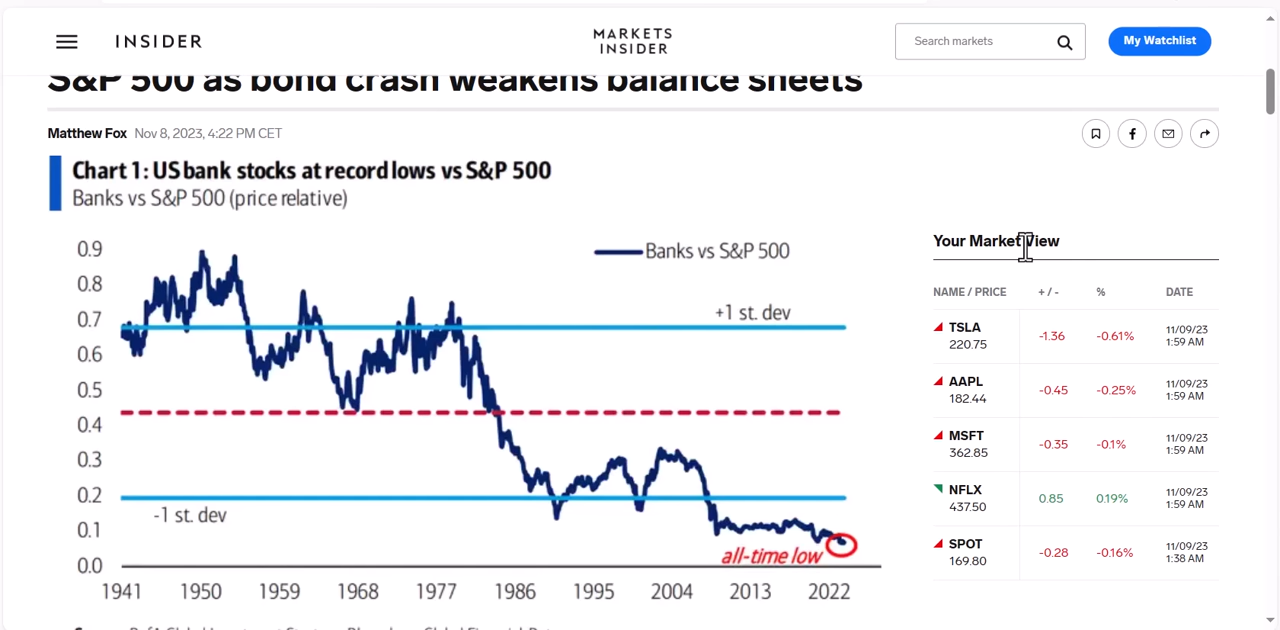 INSIDER
MARKETS
INSIDER
Search markets
My Watchlist
S&P 500 as bond crash weakens balance sheets
Matthew Fox Nov 8, 2023, 4:22 PM CET
Chart 1: US bank stocks at record lows vs S&P 500
Banks vs S&P 500 (price relative)
0.9
0.8
0.7
0.6
0.5
0.4
0.3
0.2
0.1
0.0
Banks vs S&P 500
+1 st. dev
-1 st. dev
all-time low
1941 1950 1959 1968 1977 1986 1995 2004 2013 2022
Your Market View
NAME / PRICE + / - % DATE
TSLA
220.75
-1.36 -0.61%
11/09/23
1:59 AM
AAPL
182.44
-0.45 -0.25%
11/09/23
1:59 AM
MSFT
362.85
-0.35 -0.1%
11/09/23
1:59 AM
NFLX
437.50
0.85 0.19%
11/09/23
1:59 AM
SPOT
169.80
-0.28 -0.16%
11/09/23
1:38 AM